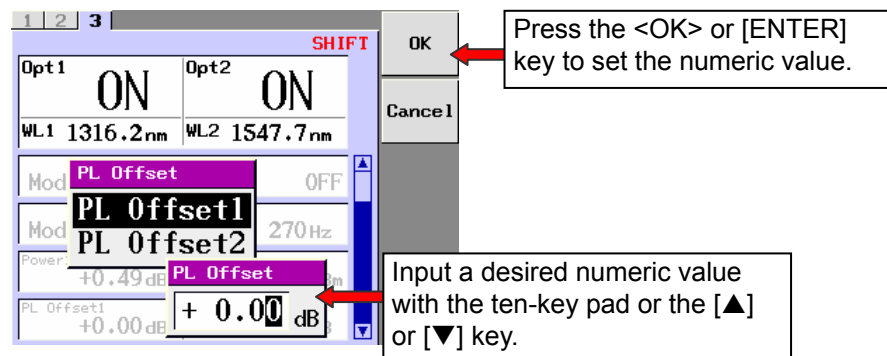 1 2 3
SHIFT
Opt1 ON Opt2 ON
WL1 1316.2nm WL2 1547.7nm
OK
Cancel
Press the <OK> or [ENTER]
key to set the numeric value.
Mod OFF
PL Offset
PL Offset1
PL Offset2
Mod 270Hz
Power
+0.49dB m
PL Offset1
+0.00dB
PL Offset
+ 0.00 dB
Input a desired numeric value
with the ten-key pad or the [▲]
or [▼] key.